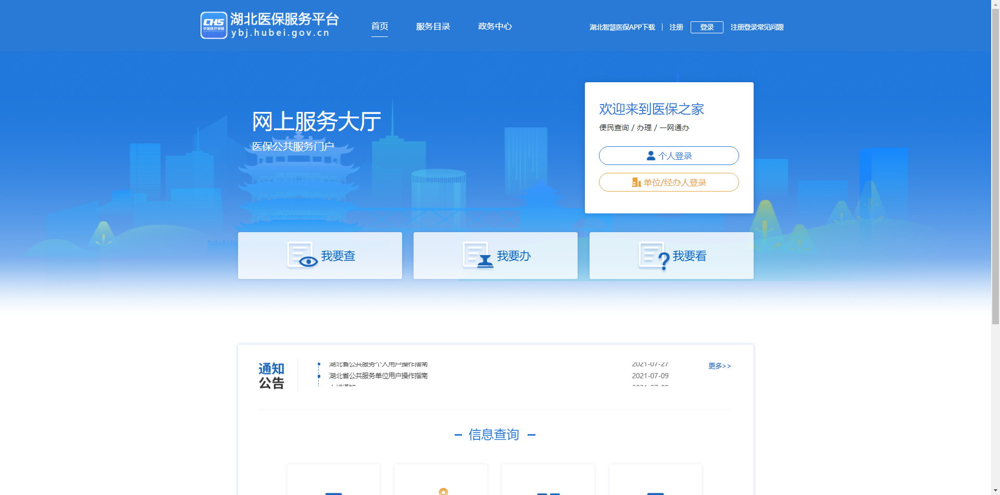 湖北医保服务平台
ybj.hubei.gov.cn
CHS
中国医疗保障
首页
服务目录
政务中心
湖北智慧医保APP下载
注册
登录
注册登录常见问题
网上服务大厅
医保公共服务门户
欢迎来到医保之家
便民查询 / 办理 / 一网通办
个人登录
单位/经办人登录
我要查
我要办
我要看
通知
公告
湖北省公共服务个人用户操作指南 2021-07-27
湖北省公共服务单位用户操作指南 2021-07-09
更多>>
信息查询